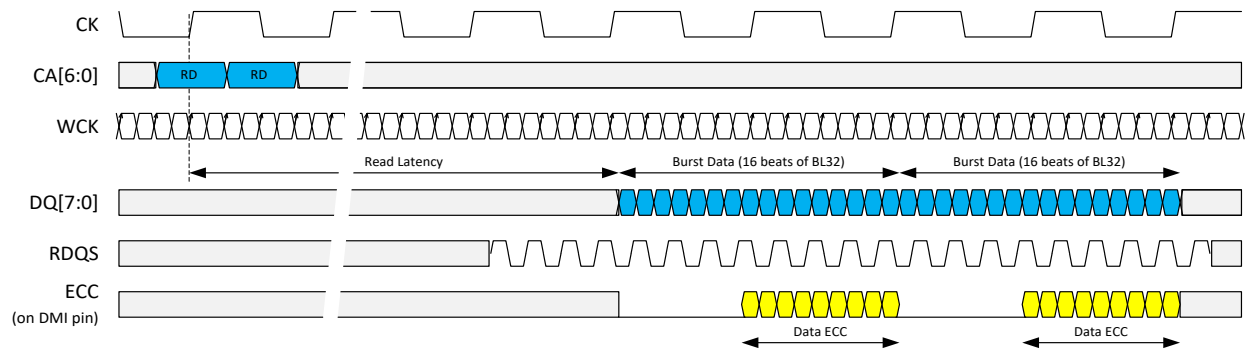 CK
CA[6:0]
RD RD
WCK
Read Latency Burst Data (16 beats of BL32) Burst Data (16 beats of BL32)
DQ[7:0]
RDQS
ECC
(on DMI pin)
Data ECC Data ECC